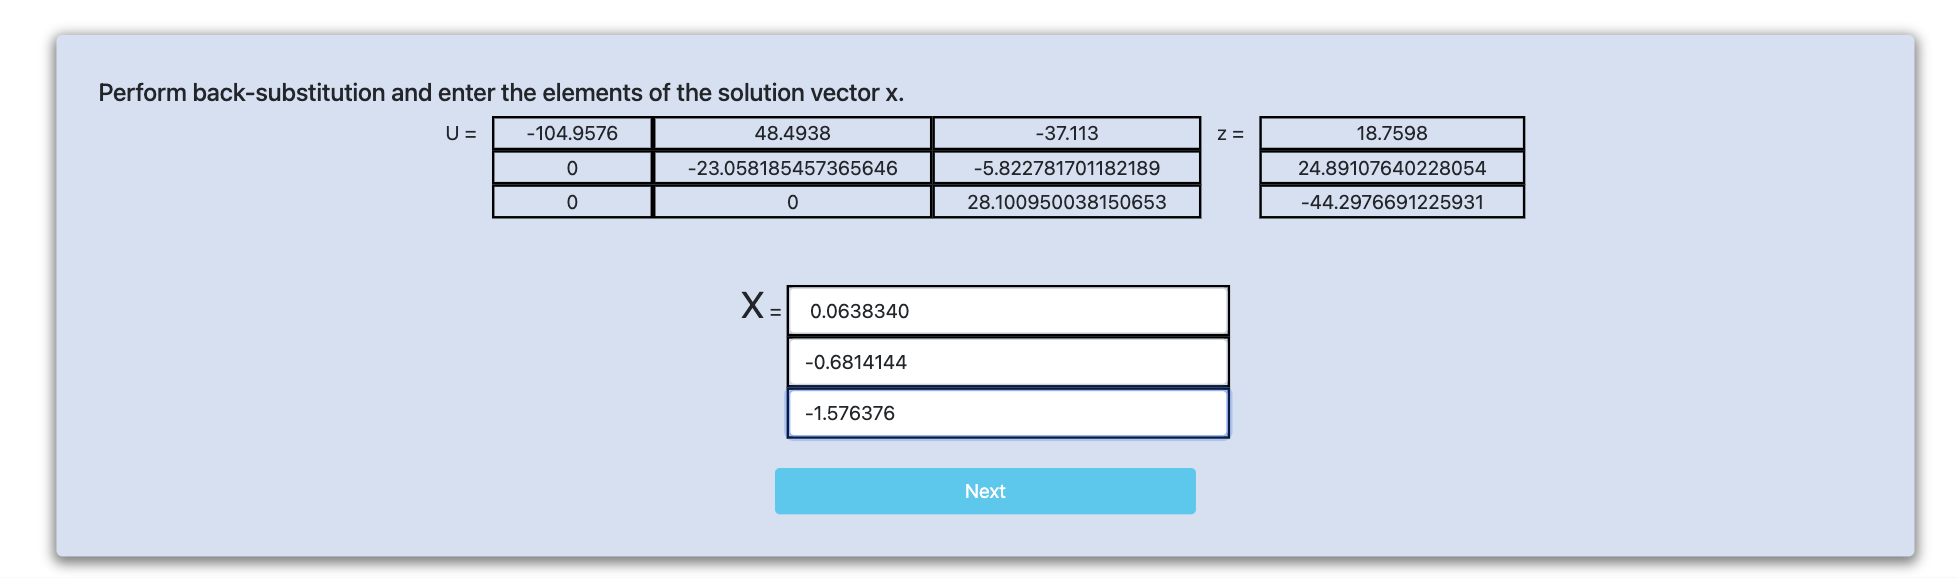 Perform back-substitution and enter the elements of the solution vector x.
U = -104.9576 48.4938 -37.113 z = 18.7598
0 -23.058185457365646 -5.822781701182189 24.89107640228054
0 0 28.100950038150653 -44.2976691225931
X = 0.0638340
-0.6814144
-1.576376
Next